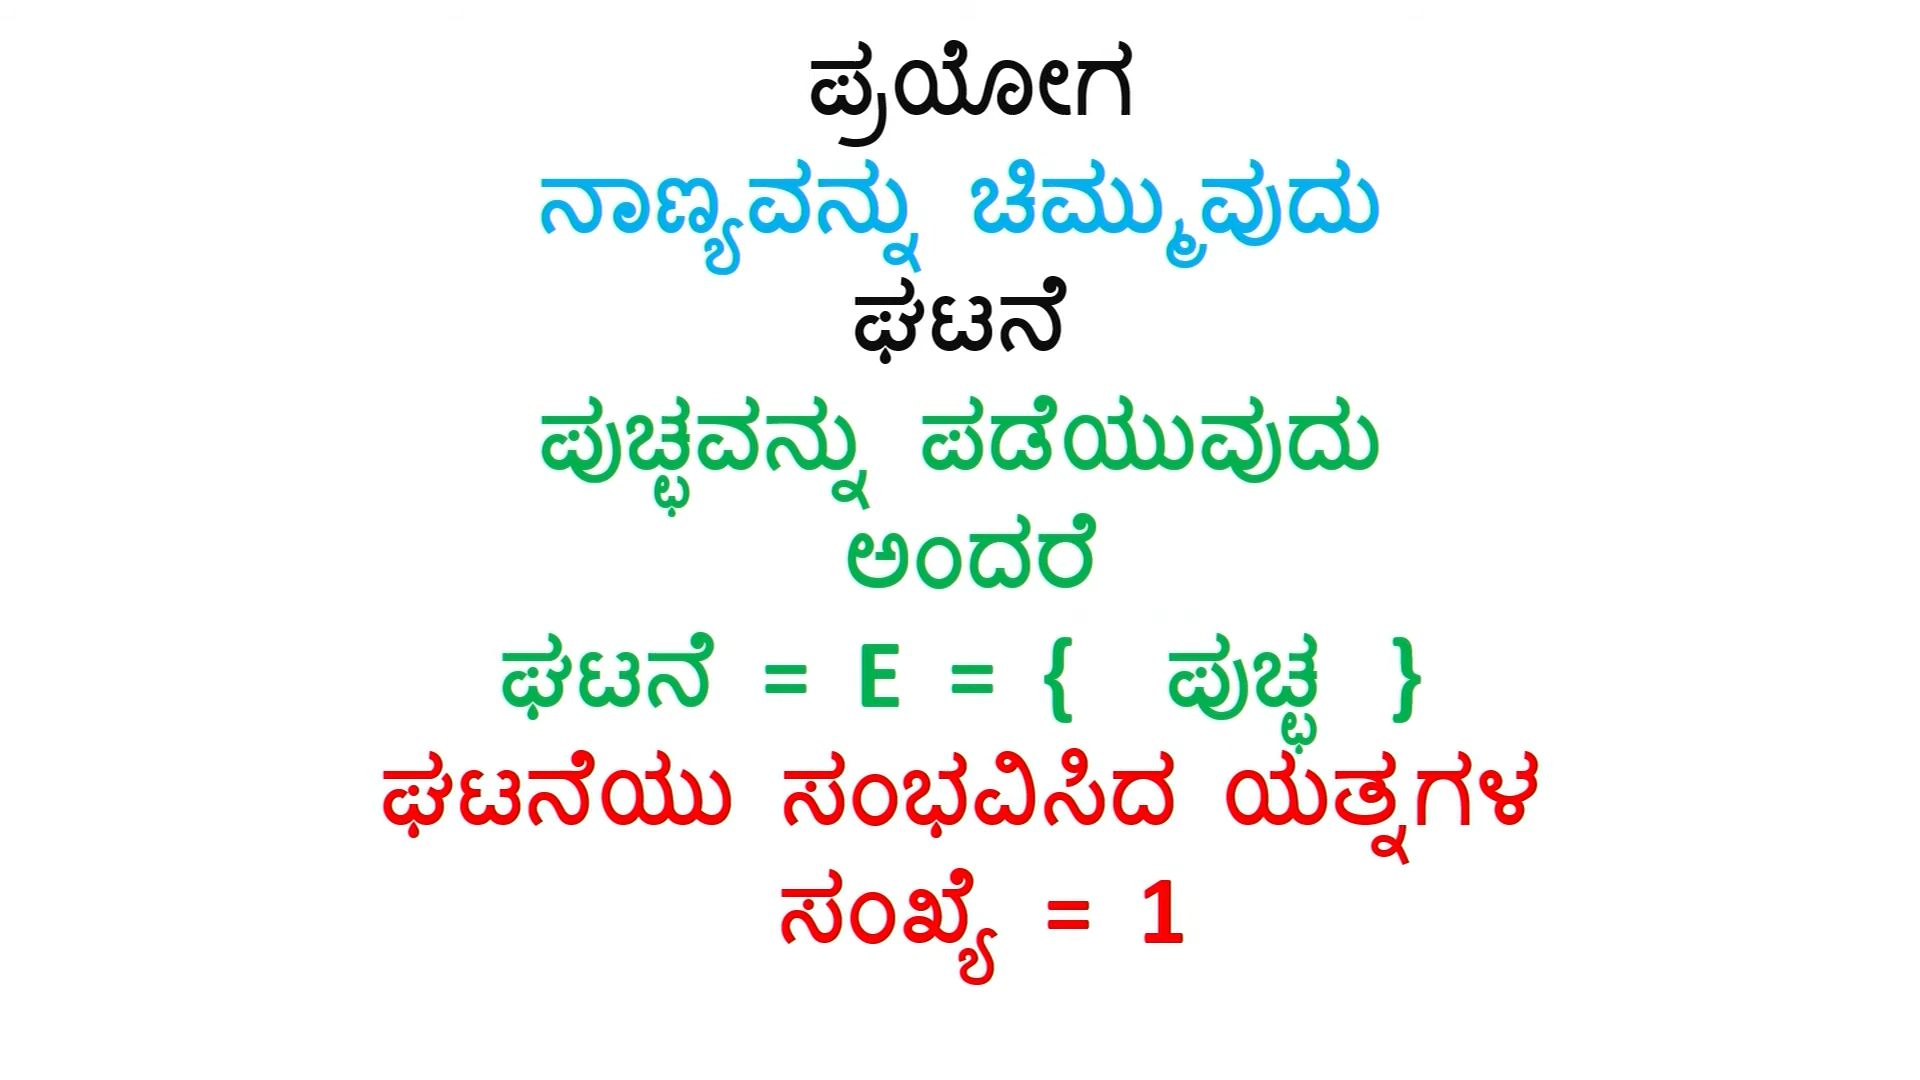 ಪ್ರಯೋಗ
ನಾಣ್ಯವನ್ನು ಚಿಮ್ಮುವುದು
ಘಟನೆ
ಪುಚ್ಛವನ್ನು ಪಡೆಯುವುದು
ಅಂದರೆ
ಘಟನೆ = E = { ಪುಚ್ಛ }
ಘಟನೆಯು ಸಂಭವಿಸಿದ ಯತ್ನಗಳ
ಸಂಖ್ಯೆ = 1